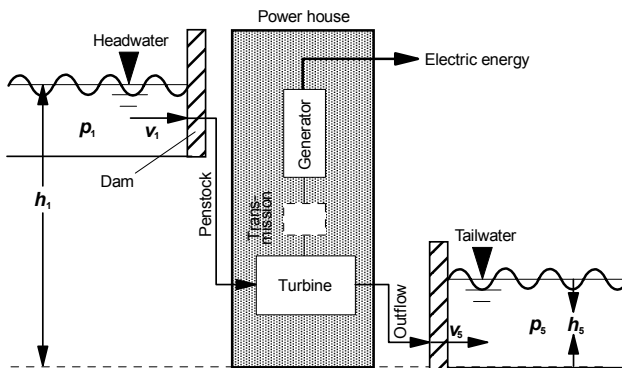 Power house
Headwater
Electric energy
p1
v1
Generator
Dam
h1
Penstock
Trans-
mission
Tailwater
Turbine
Outflow
v5
p5
h5